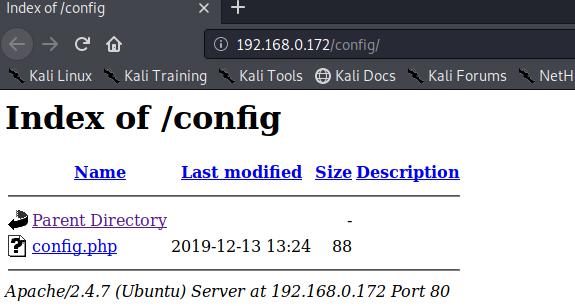 Index of /config
192.168.0.172/config/
Kali Linux Kali Training Kali Tools Kali Docs Kali Forums NetH
Index of /config
Name Last modified Size Description
Parent Directory -
config.php 2019-12-13 13:24 88
Apache/2.4.7 (Ubuntu) Server at 192.168.0.172 Port 80